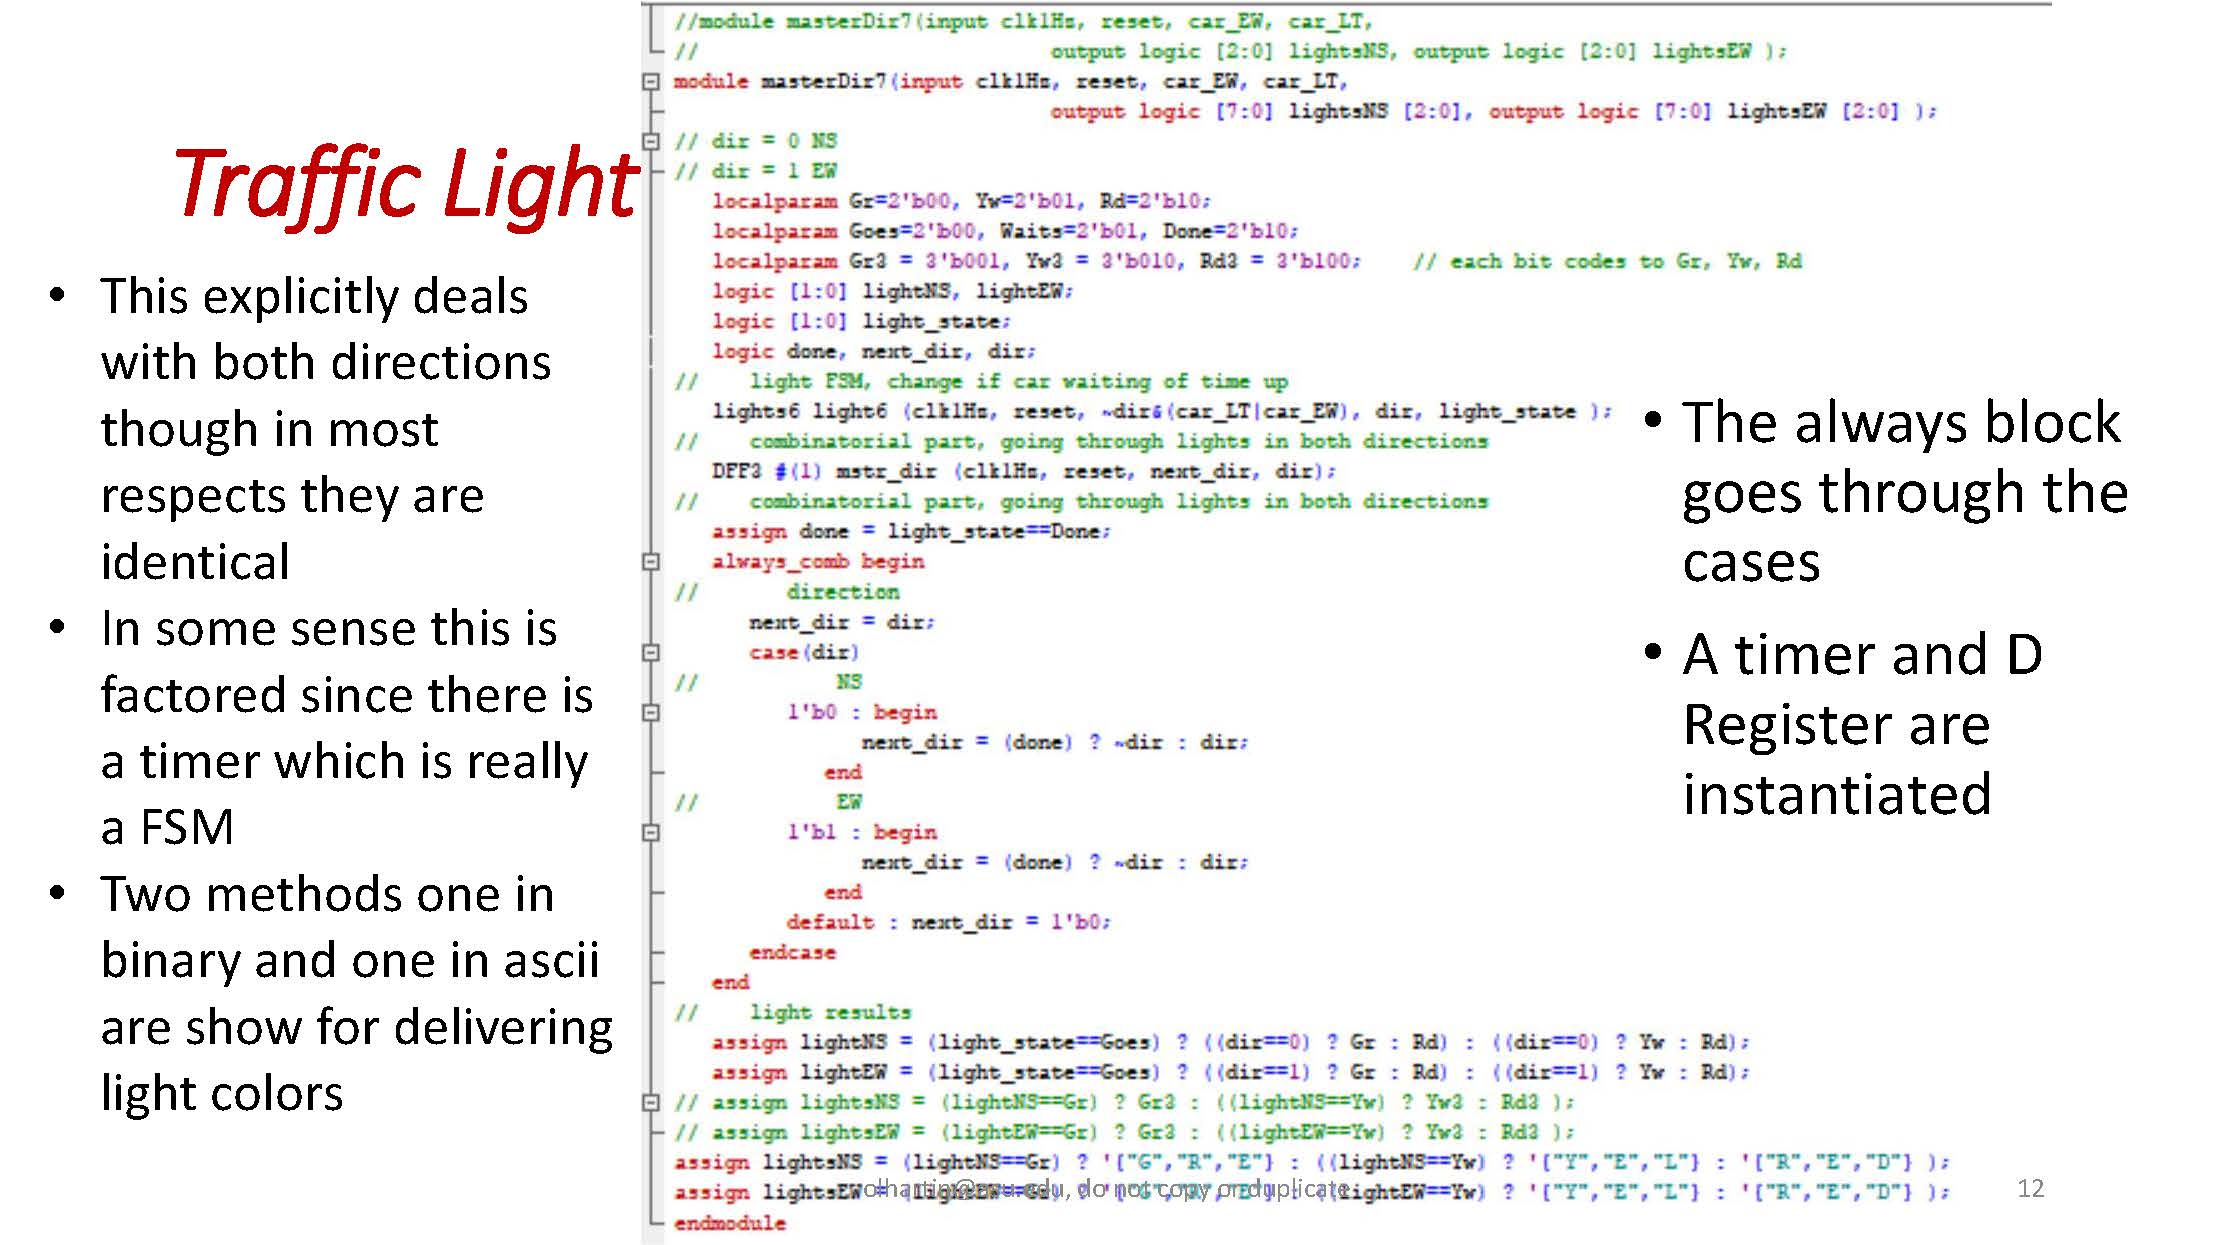 Traffic Light
• This explicitly deals
with both directions
though in most
respects they are
identical
• In some sense this is
factored since there is
a timer which is really
a FSM
• Two methods one in
binary and one in ascii
are show for delivering
light colors
//module masterDir7(input clk1Hs, reset, car_EW, car_LT,
// output logic [2:0] lightsNS, output logic [2:0] lightsEW );
module masterDir7(input clk1Hs, reset, car_EW, car_LT,
output logic [7:0] lightsNS [2:0], output logic [7:0] lightsEW [2:0] );
// dir = 0 NS
// dir = 1 EW
localparam Gr=2'b00, Yw=2'b01, Rd=2'b10;
localparam Goes=2'b00, Waits=2'b01, Done=2'b10;
localparam Gr3 = 3'b001, Yw3 = 3'b010, Rd3 = 3'b100; // each bit codes to Gr, Yw, Rd
logic [1:0] lightNS, lightEW;
logic [1:0] light_state;
logic done, next_dir, dir;
// light FSM, change if car waiting of time up
lights6 light6 (clk1Hs, reset, ~dir&(car_LT|car_EW), dir, light_state );
// combinatorial part, going through lights in both directions
DFF3 #(1) mstr_dir (clk1Hs, reset, next_dir, dir);
// combinatorial part, going through lights in both directions
assign done = light_state==Done;
always_comb begin
// direction
next_dir = dir;
case(dir)
// NS
1'b0 : begin
next_dir = (done) ? ~dir : dir;
end
// EW
1'b1 : begin
next_dir = (done) ? ~dir : dir;
end
default : next_dir = 1'b0;
endcase
end
// light results
assign lightNS = (light_state==Goes) ? ((dir==0) ? Gr : Rd) : ((dir==0) ? Yw : Rd);
assign lightEW = (light_state==Goes) ? ((dir==1) ? Gr : Rd) : ((dir==1) ? Yw : Rd);
// assign lightsNS = (lightNS==Gr) ? Gr3 : ((lightNS==Yw) ? Yw3 : Rd3 );
// assign lightsEW = (lightEW==Gr) ? Gr3 : ((lightEW==Yw) ? Yw3 : Rd3 );
assign lightsNS = (lightNS==Gr) ? '{"G","R","E"} : ((lightNS==Yw) ? '{"Y","E","L"} : '{"R","E","D"} );
assign lightsEW = (lightEW==Gr) ? '{"G","R","E"} : ((lightEW==Yw) ? '{"Y","E","L"} : '{"R","E","D"} );
endmodule
• The always block
goes through the
cases
• A timer and D
Register are
instantiated
do not copy or duplicate
12